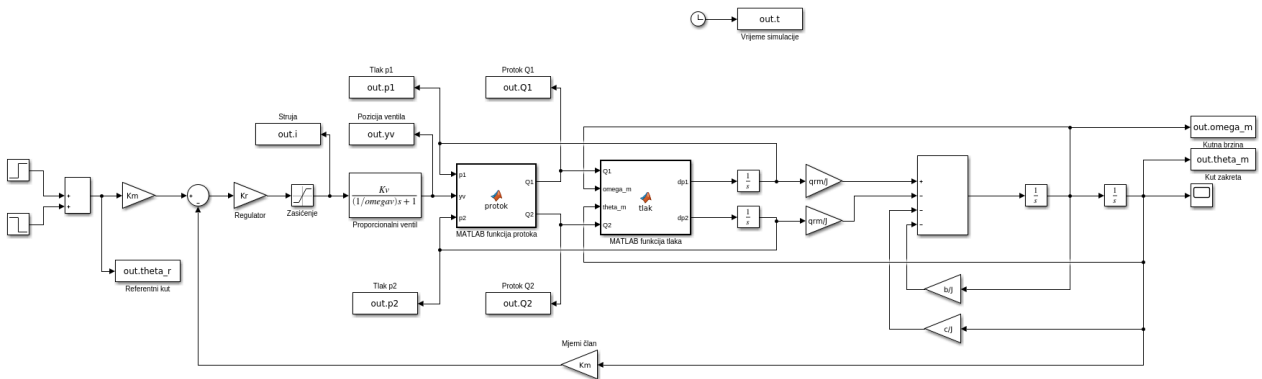 out.t
Vrijeme simulacije
Tlak p1
out.p1
Protok Q1
out.Q1
Struja
out.i
Pozicija ventila
out.yv
out.omega_m
Kutna brzina
out.theta_m
Kut zakreta
+
+
Km
+
-
Kr
Regulator
Zasićenje
Kv
(1/omegav)s + 1
Proporcionalni ventil
p1
yv
p2
protok
Q1
Q2
MATLAB funkcija protoka
Q1
omega_m
theta_m
Q2
tlak
dp1
dp2
MATLAB funkcija tlaka
1
s
1
s
qrm/J
qrm/J
+
-
-
-
1
s
1
s
out.theta_r
Referentni kut
Tlak p2
out.p2
Protok Q2
out.Q2
b/J
c/J
Mjerni član
Km